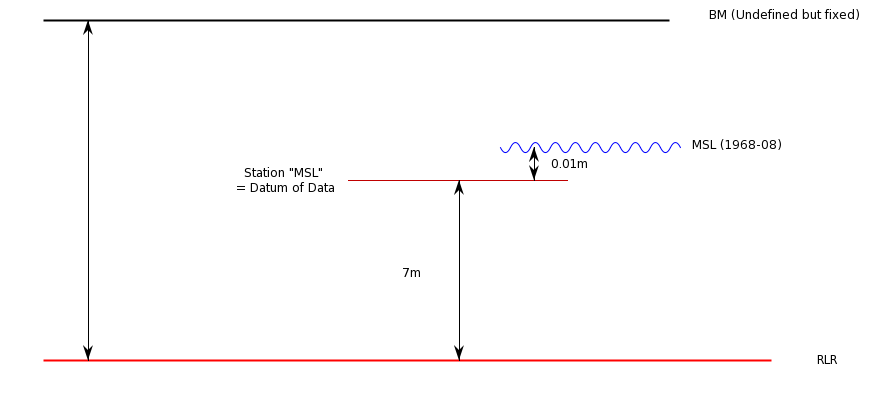 BM (Undefined but fixed)
MSL (1968-08)
0.01m
Station "MSL"
= Datum of Data
7m
RLR